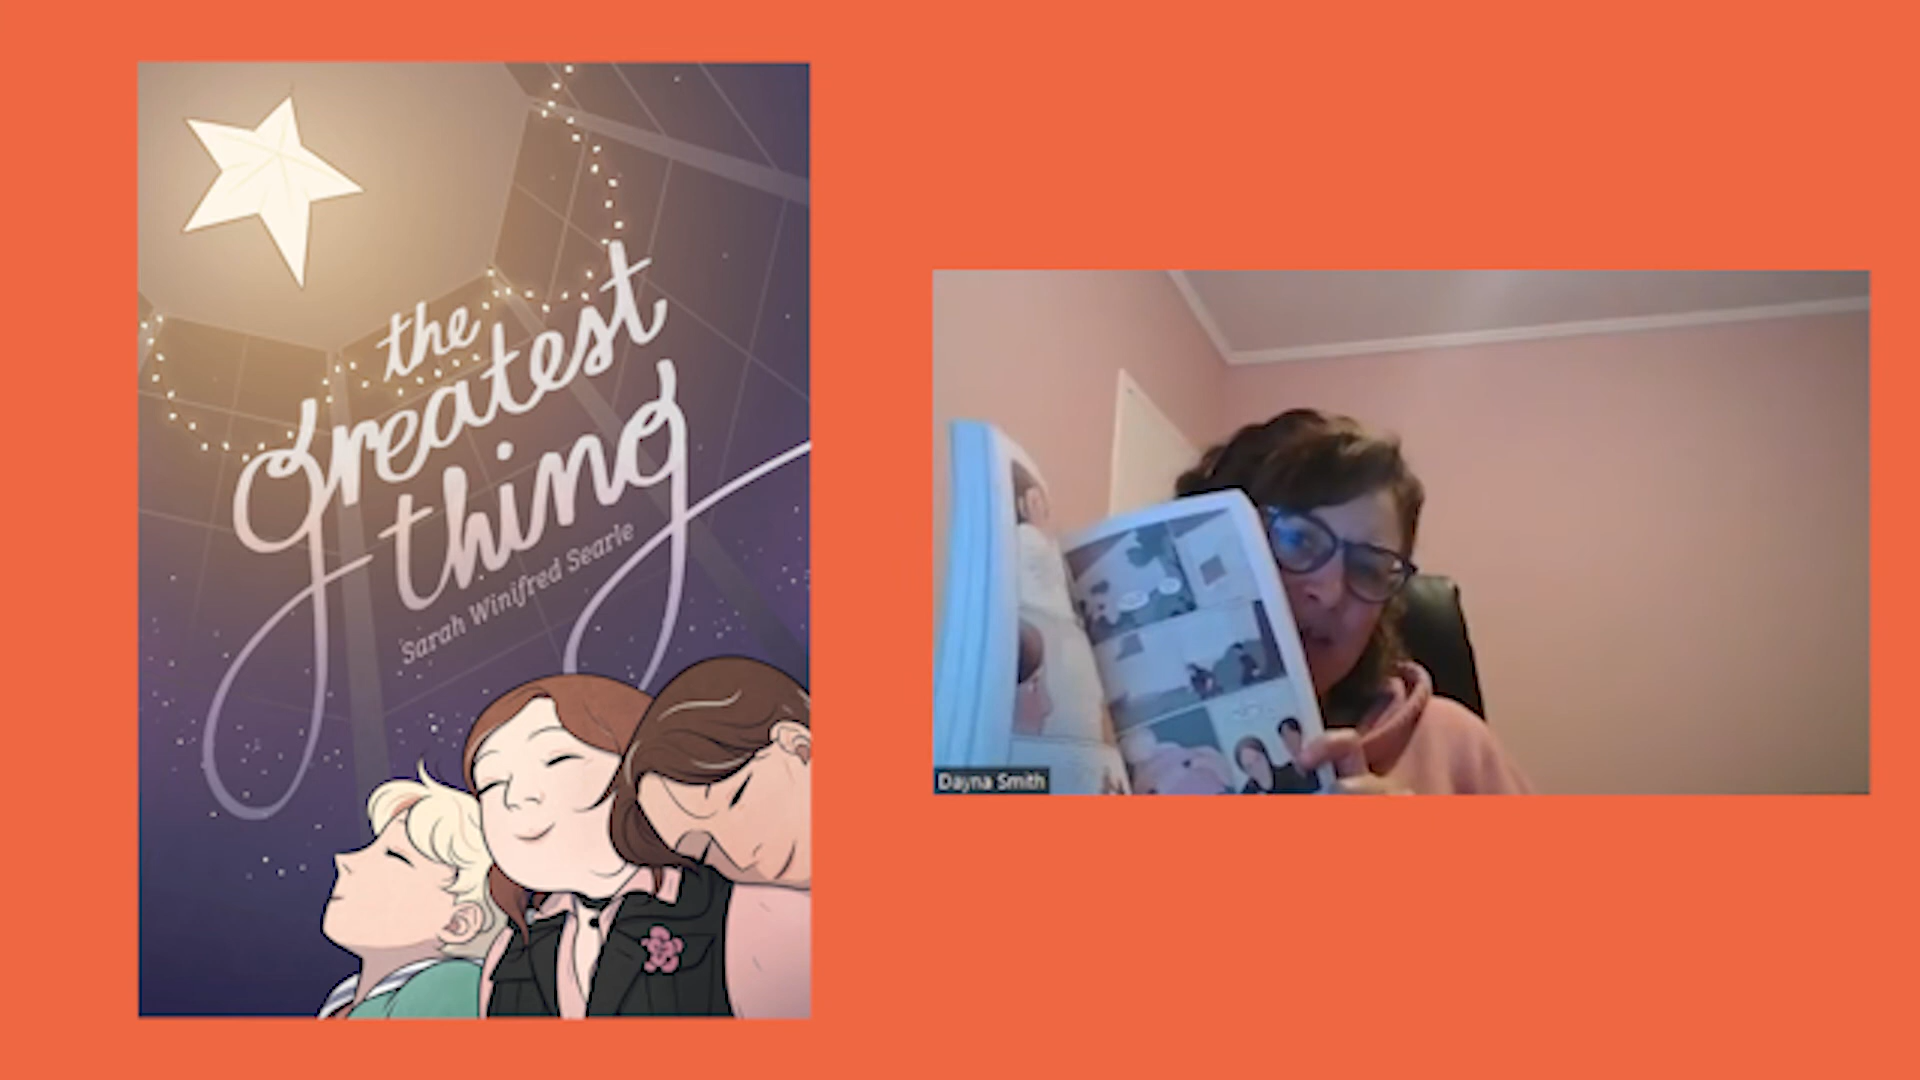 the
greatest
thing
Sarah Winifred Searle
Dayna Smith